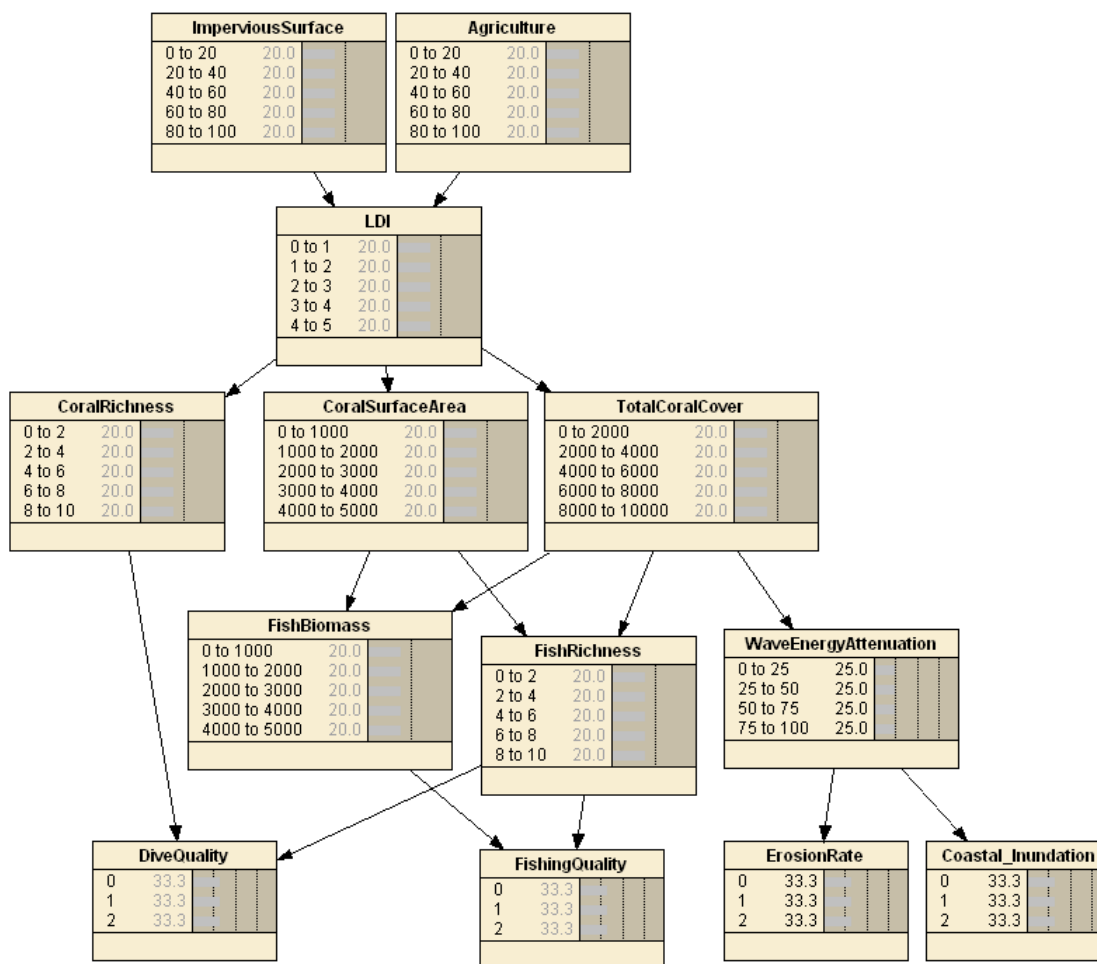 ImperviousSurface
0 to 20 20.0
20 to 40 20.0
40 to 60 20.0
60 to 80 20.0
80 to 100 20.0
Agriculture
0 to 20 20.0
20 to 40 20.0
40 to 60 20.0
60 to 80 20.0
80 to 100 20.0
LDI
0 to 1 20.0
1 to 2 20.0
2 to 3 20.0
3 to 4 20.0
4 to 5 20.0
CoralRichness
0 to 2 20.0
2 to 4 20.0
4 to 6 20.0
6 to 8 20.0
8 to 10 20.0
CoralSurfaceArea
0 to 1000 20.0
1000 to 2000 20.0
2000 to 3000 20.0
3000 to 4000 20.0
4000 to 5000 20.0
TotalCoralCover
0 to 2000 20.0
2000 to 4000 20.0
4000 to 6000 20.0
6000 to 8000 20.0
8000 to 10000 20.0
FishBiomass
0 to 1000 20.0
1000 to 2000 20.0
2000 to 3000 20.0
3000 to 4000 20.0
4000 to 5000 20.0
FishRichness
0 to 2 20.0
2 to 4 20.0
4 to 6 20.0
6 to 8 20.0
8 to 10 20.0
WaveEnergyAttenuation
0 to 25 25.0
25 to 50 25.0
50 to 75 25.0
75 to 100 25.0
DiveQuality
0 33.3
1 33.3
2 33.3
FishingQuality
0 33.3
1 33.3
2 33.3
ErosionRate
0 33.3
1 33.3
2 33.3
Coastal_Inundation
0 33.3
1 33.3
2 33.3